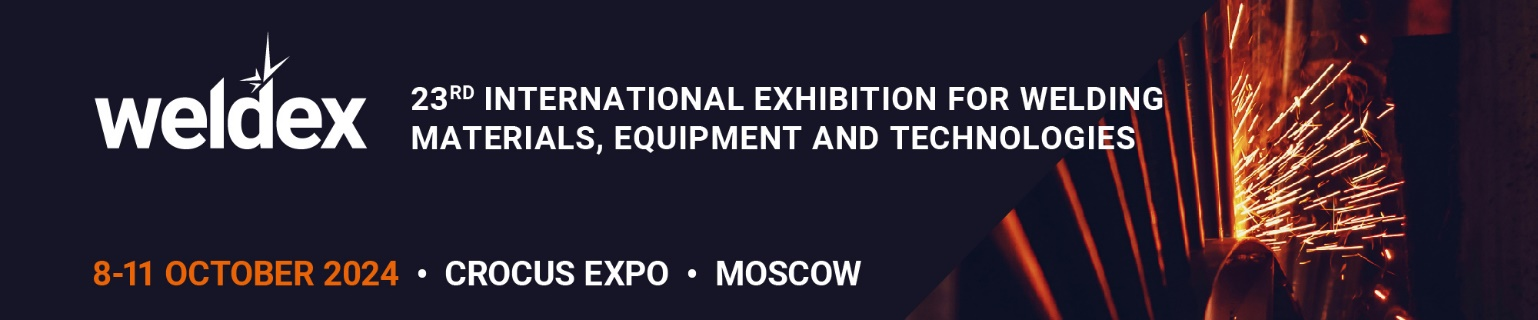 weldex
23RD INTERNATIONAL EXHIBITION FOR WELDING
MATERIALS, EQUIPMENT AND TECHNOLOGIES
8-11 OCTOBER 2024 • CROCUS EXPO • MOSCOW